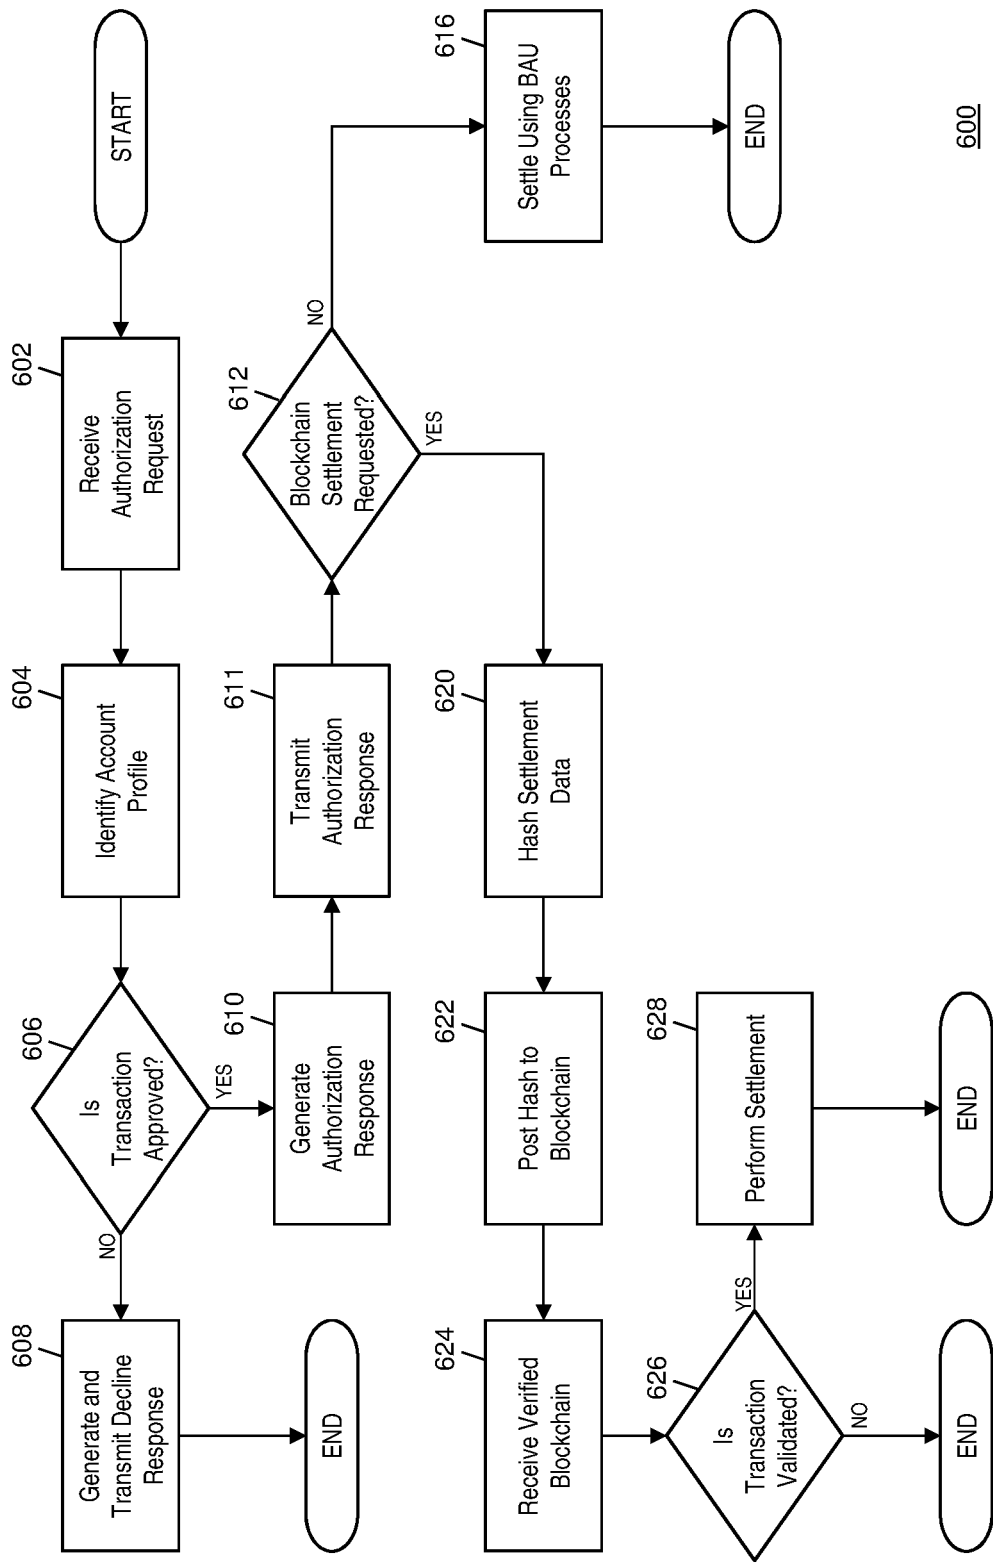 START
602
Receive
Authorization
Request
604
Identify Account
Profile
606
Is
Transaction
Approved?
NO
YES
608
Generate and
Transmit Decline
Response
END
610
Generate
Authorization
Response
611
Transmit
Authorization
Response
612
Blockchain
Settlement
Requested?
NO
YES
616
Settle Using BAU
Processes
END
620
Hash Settlement
Data
622
Post Hash to
Blockchain
624
Receive Verified
Blockchain
626
Is
Transaction
Validated?
YES
NO
628
Perform Settlement
END
END
600